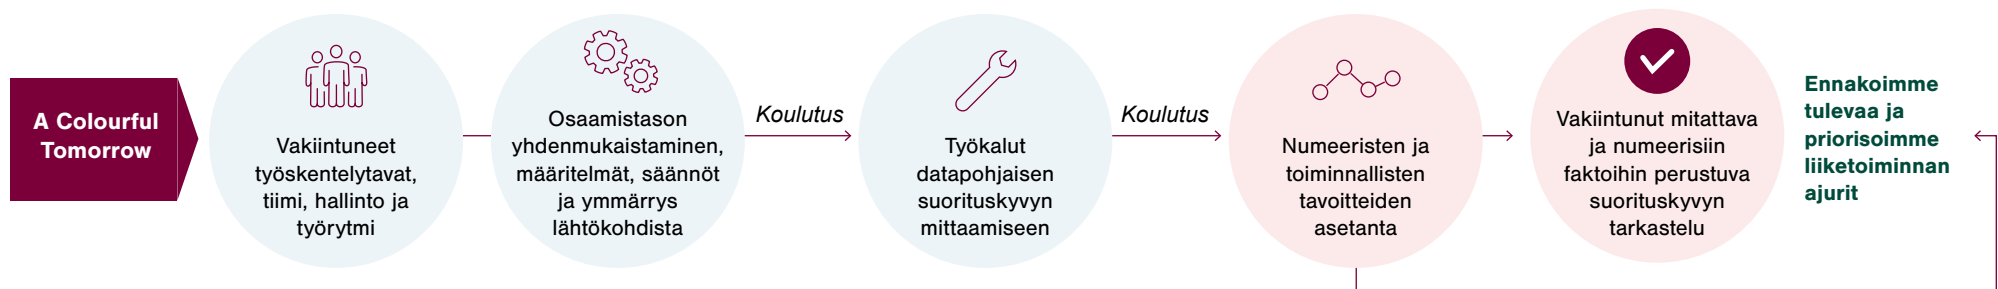 A Colourful
Tomorrow
Vakiintuneet
työskentelytavat,
tiimi, hallinto ja
työrytmi
Osaamistason
yhdenmukaistaminen,
määritelmät, säännöt
ja ymmärrys
lähtökohdista
Koulutus
Työkalut
datapohjaisen
suorituskyvyn
mittaamiseen
Koulutus
Numeeristen ja
toiminnallisten
tavoitteiden
asetanta
Vakiintunut mitattava
ja numeerisiin
faktoihin perustuva
suorituskyvyn
tarkastelu
Ennakoimme
tulevaa ja
priorisoimme
liiketoiminnan
ajurit